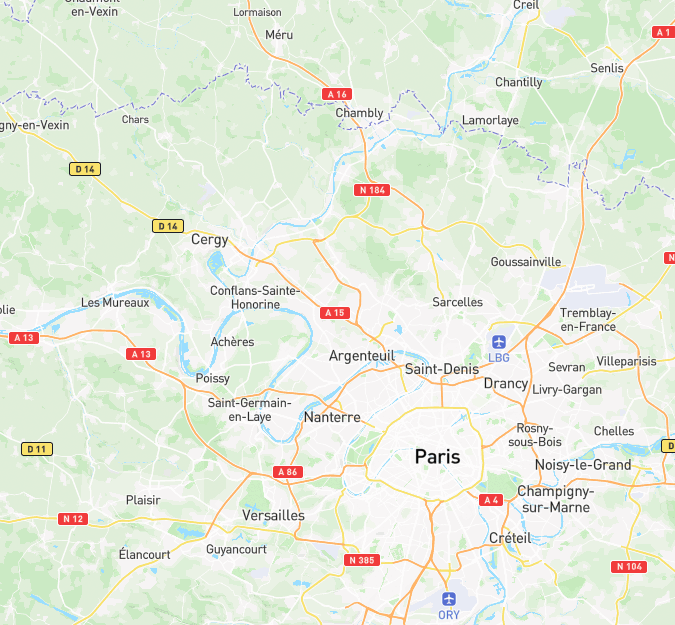 Chaumont-
en-Vexin
Lormaison
Creil
Méru
A 1
Senlis
Chantilly
A 16
Chambly
Chars
Lamorlaye
gny-en-Vexin
D 14
N 184
D 14
Cergy
Goussainville
N
Conflans-Sainte-
Honorine
Les Mureaux
Sarcelles
olie
A 15
Tremblay-
en-France
A 13
Achères
LBG
A 13
Argenteuil
Saint-Denis
Sevran
Villeparisis
Poissy
Drancy
Livry-Gargan
Saint-Germain-
en-Laye
Nanterre
Rosny-
sous-Bois
Chelles
D 11
D
Paris
Noisy-le-Grand
A 86
Plaisir
A 4
Champigny-
sur-Marne
N 12
Versailles
Créteil
Élancourt
Guyancourt
N 385
N 104
ORY